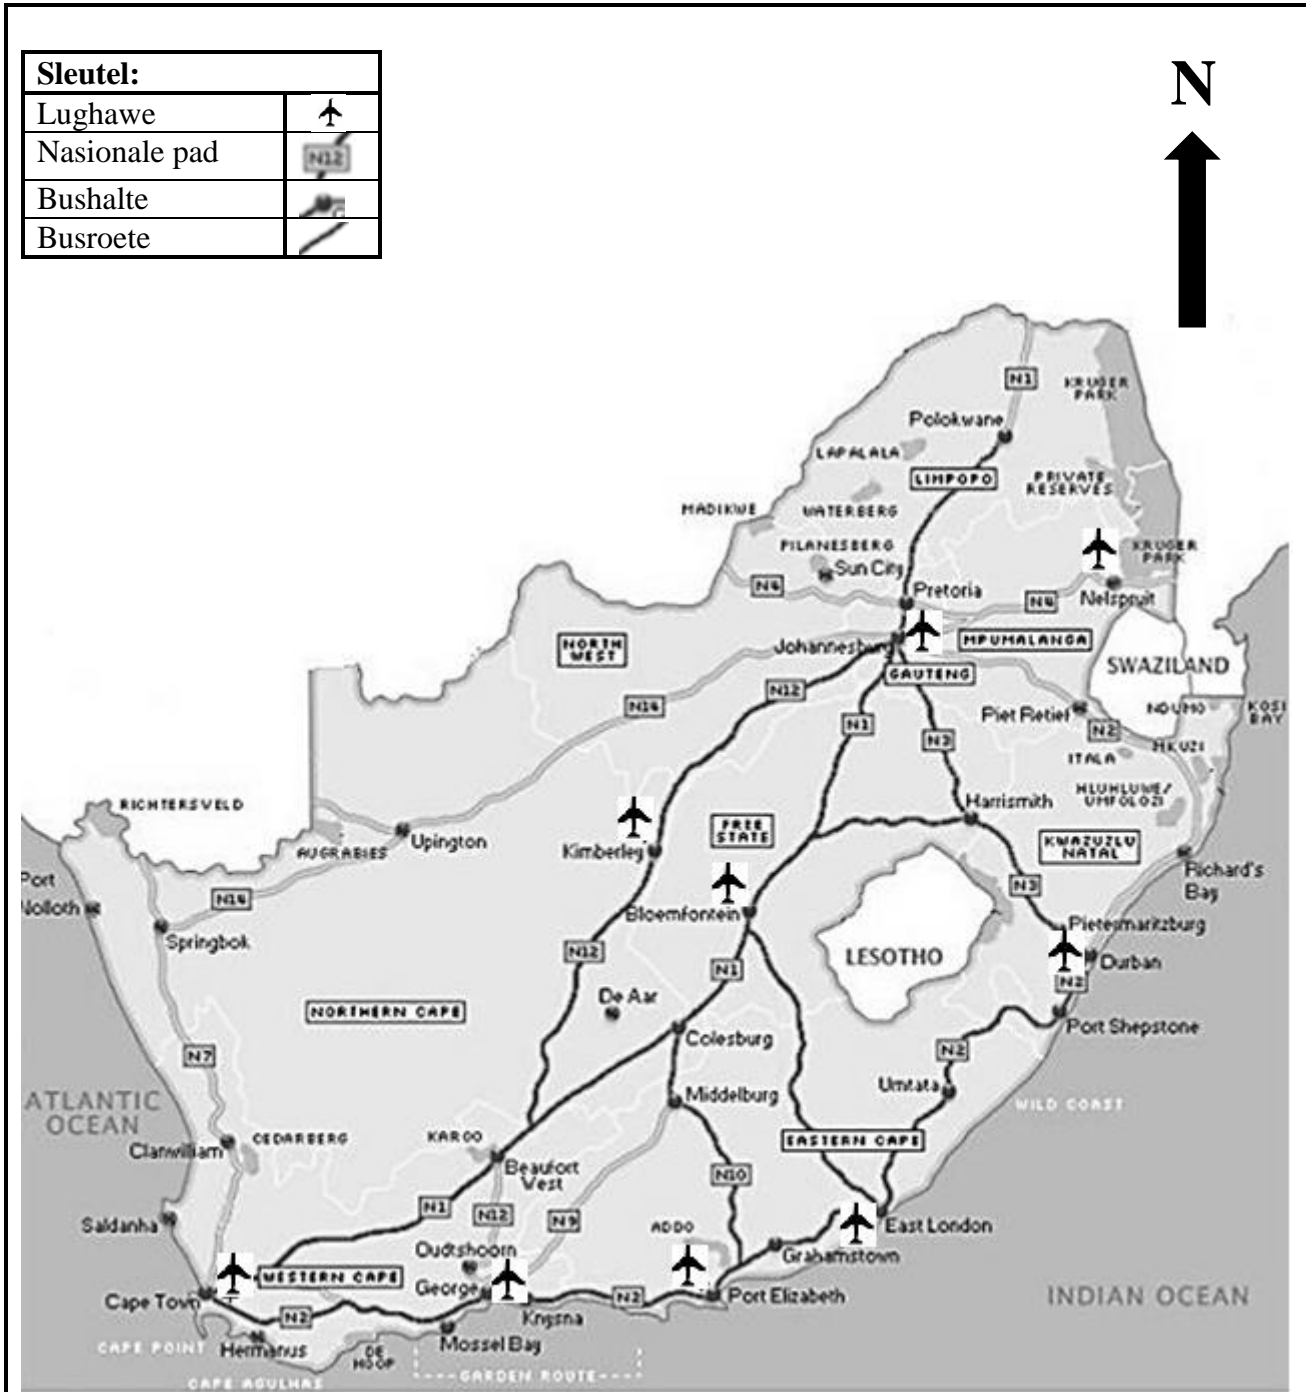 Sleutel:
Lughawe
Nasionale pad
N12
Bushalte
Busroete
N
N1
KRUGER
PARK
Polokwane
LAPALALA
LIMPOPO
PRIVATE
RESERVES
MADIKWE
WATERBERG
PILANESBERG
KRUGER
PARK
Sun City
N4
Pretoria
N4
Nelspruit
NORTH
WEST
Johannesburg
MPUMALANGA
SWAZILAND
GAUTENG
N12
N14
N1
N3
Piet Retief
N2
NDUMO
KOSI
BAY
ITALA
MKUZI
RICHTERSVELD
Harrismith
HLUHLUWE/
UMFOLOZI
AUGRABIES
Upington
Kimberley
FREE
STATE
KWAZUZLU
NATAL
Port
Nolloth
N14
Richard's
Bay
N3
Bloemfontein
Springbok
Pietermaritzburg
N12
N1
LESOTHO
Durban
N2
De Aar
NORTHERN CAPE
Colesburg
Port Shepstone
N7
N2
ATLANTIC
OCEAN
Middelburg
Umtata
WILD COAST
Clanwilliam
CEDARBERG
KAROO
EASTERN CAPE
Beaufort
West
N10
N1
N12
N9
Saldanha
ADDO
East London
Oudtshoorn
Grahamstown
WESTERN CAPE
George
Cape Town
N2
Knysna
N2
Port Elizabeth
INDIAN OCEAN
CAPE POINT
Hermanus
DE
HOOP
Mossel Bay
GARDEN ROUTE
CAPE AGULHAS